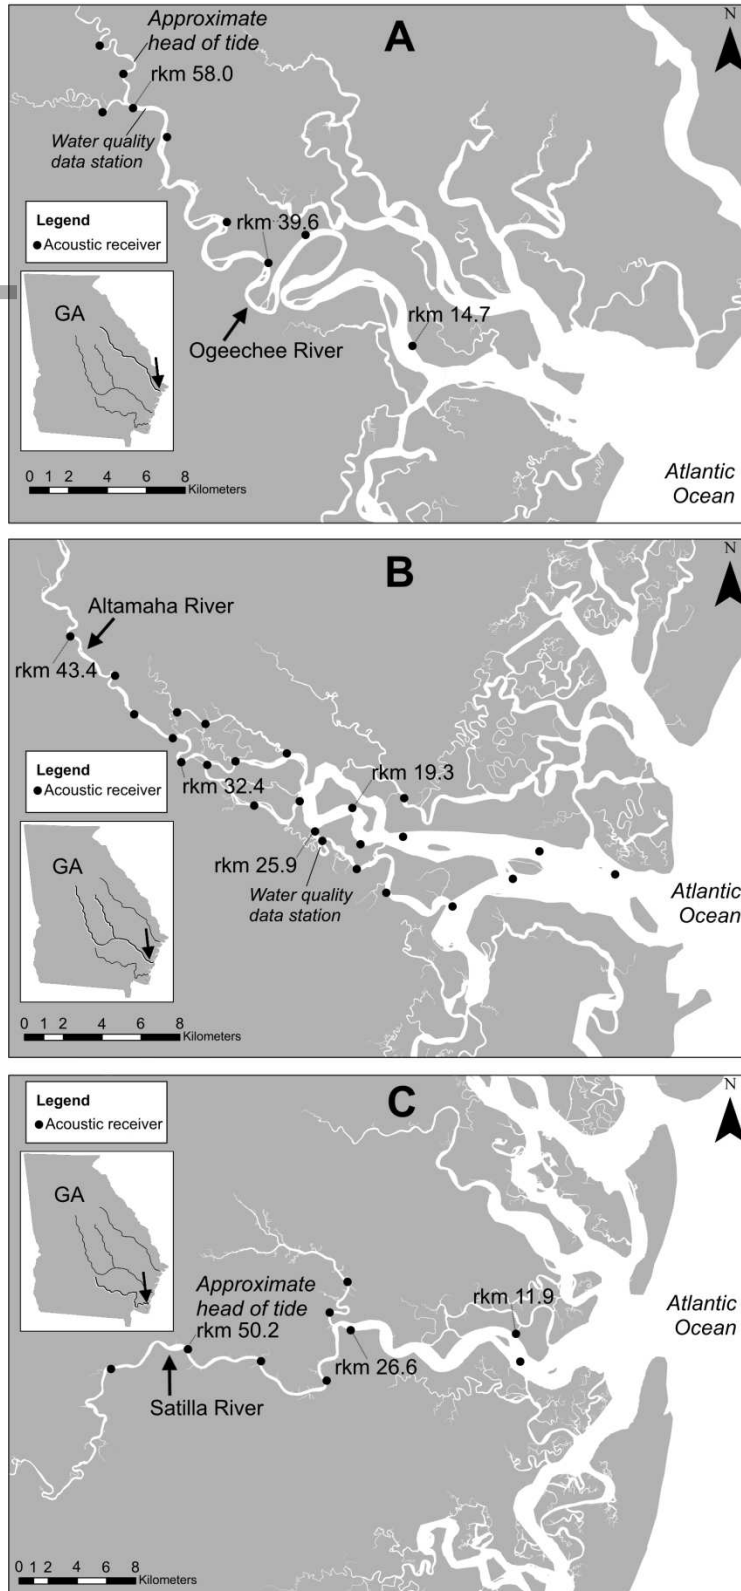 A
N
Approximate
head of tide
rkm 58.0
Water quality
data station
Legend
Acoustic receiver
rkm 39.6
GA
rkm 14.7
Ogeechee River
0 1 2 4 6 8
Kilometers
Atlantic
Ocean
B
N
Altamaha River
rkm 43.4
Legend
Acoustic receiver
rkm 32.4
rkm 19.3
rkm 25.9
Water quality
data station
GA
Atlantic
Ocean
0 1 2 4 6 8
Kilometers
C
N
Legend
Acoustic receiver
GA
Approximate
head of tide
rkm 50.2
rkm 11.9
rkm 26.6
Atlantic
Ocean
Satilla River
0 1 2 4 6 8
Kilometers